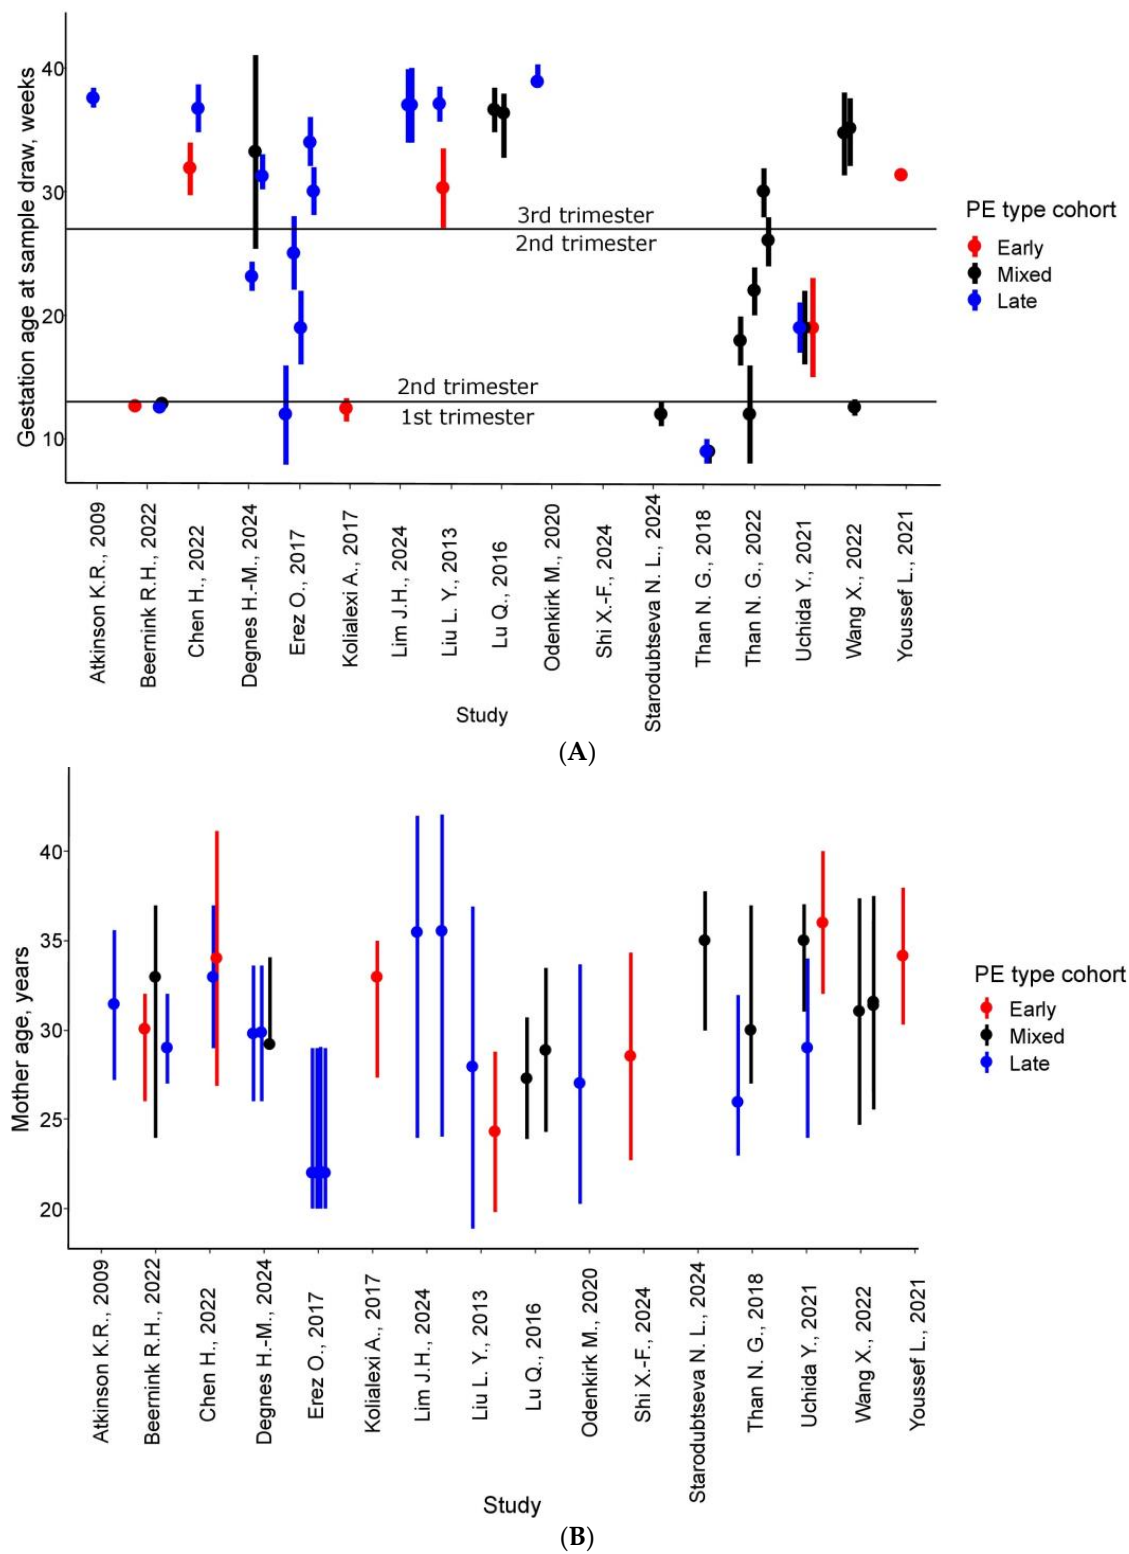 Gestation age at sample draw, weeks
40
30
20
10
3rd trimester
2nd trimester
2nd trimester
1st trimester
PE type cohort
Early
Mixed
Late
Atkinson K.R., 2009
Beernink R.H., 2022
Chen H., 2022
Degnes H.-M., 2024
Erez O., 2017
Kolialexi A., 2017
Lim J.H., 2024
Liu L. Y., 2013
Lu Q., 2016
Odenkirk M., 2020
Shi X.-F., 2024
Starodubtseva N. L., 2024
Than N. G., 2018
Than N. G., 2022
Uchida Y., 2021
Wang X., 2022
Youssef L., 2021
Study
(A)
Mother age, years
40
35
30
25
20
PE type cohort
Early
Mixed
Late
Atkinson K.R., 2009
Beernink R.H., 2022
Chen H., 2022
Degnes H.-M., 2024
Erez O., 2017
Kolialexi A., 2017
Lim J.H., 2024
Liu L. Y., 2013
Lu Q., 2016
Odenkirk M., 2020
Shi X.-F., 2024
Starodubtseva N. L., 2024
Than N. G., 2018
Uchida Y., 2021
Wang X., 2022
Youssef L., 2021
Study
(B)